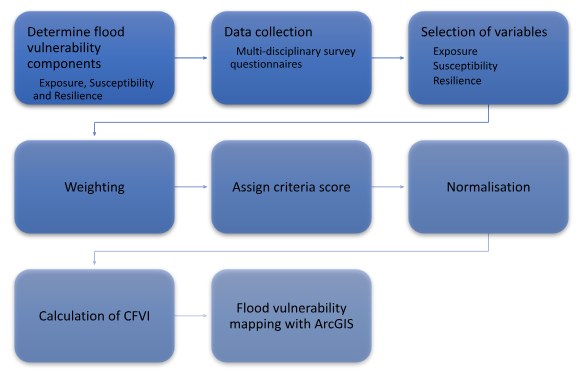 Determine flood
vulnerability
components
Exposure, Susceptibility
and Resilience
Data collection
Multi-disciplinary survey
questionnaires
Selection of variables
Exposure
Susceptibility
Resilience
Weighting
Assign criteria score
Normalisation
Calculation of CFVI
Flood vulnerability
mapping with ArcGIS